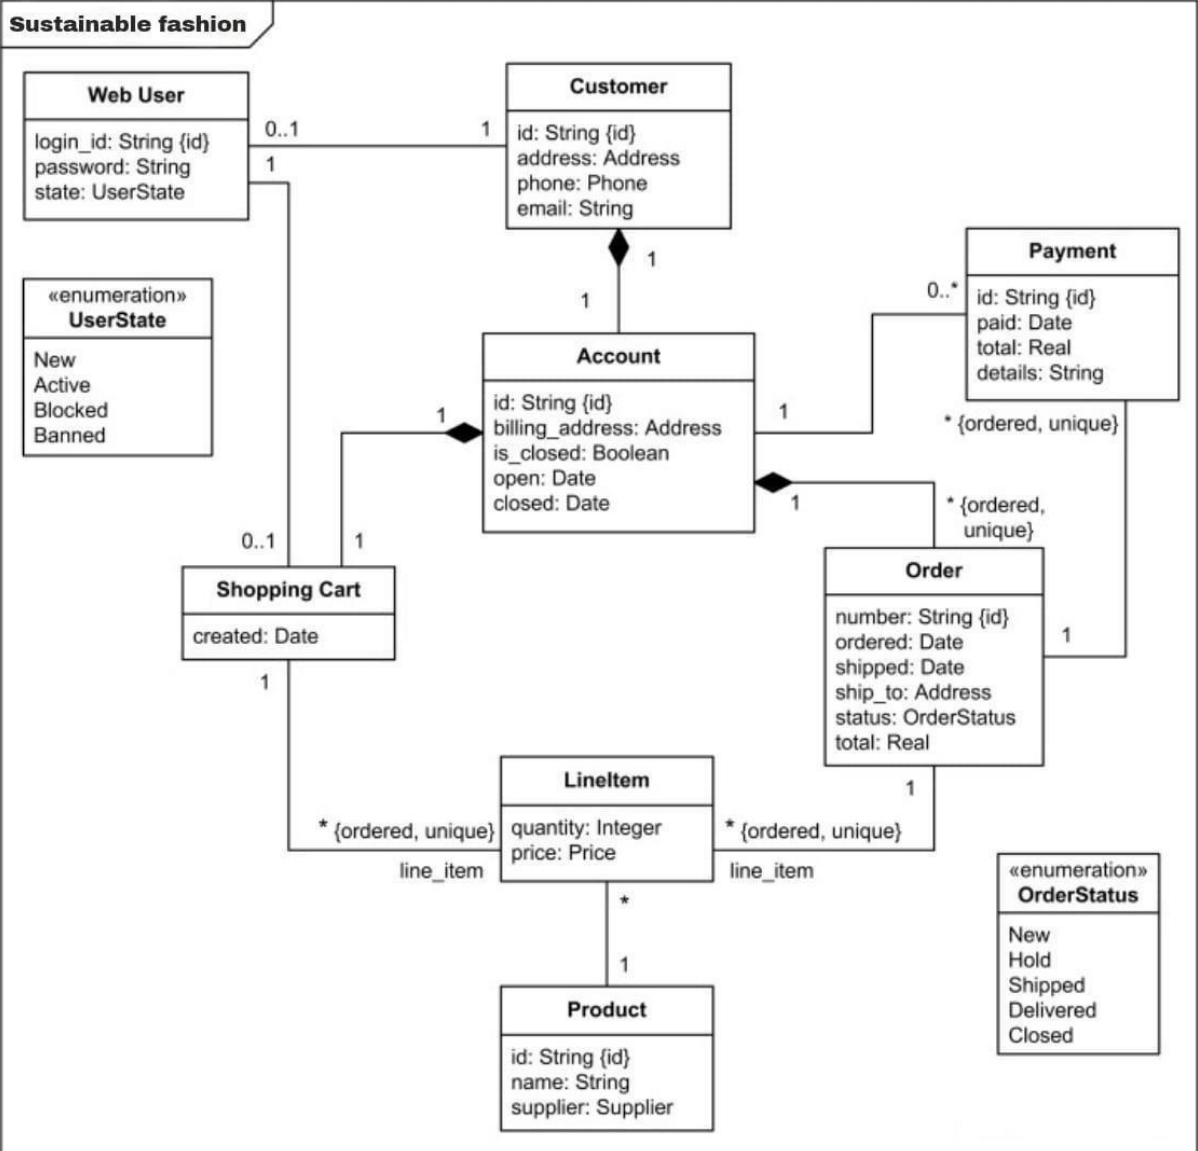 Sustainable fashion
Web User
login_id: String {id}
password: String
state: UserState
0..1
1
1
Customer
id: String {id}
address: Address
phone: Phone
email: String
1
1
«enumeration»
UserState
New
Active
Blocked
Banned
Payment
id: String {id}
paid: Date
total: Real
details: String
0..*
1
* {ordered, unique}
Account
id: String {id}
billing_address: Address
is_closed: Boolean
open: Date
closed: Date
1
1
* {ordered,
unique}
0..1
1
Shopping Cart
created: Date
1
Order
number: String {id}
ordered: Date
shipped: Date
ship_to: Address
status: OrderStatus
total: Real
1
1
LineItem
quantity: Integer
price: Price
* {ordered, unique}
line_item
* {ordered, unique}
line_item
*
1
Product
id: String {id}
name: String
supplier: Supplier
«enumeration»
OrderStatus
New
Hold
Shipped
Delivered
Closed